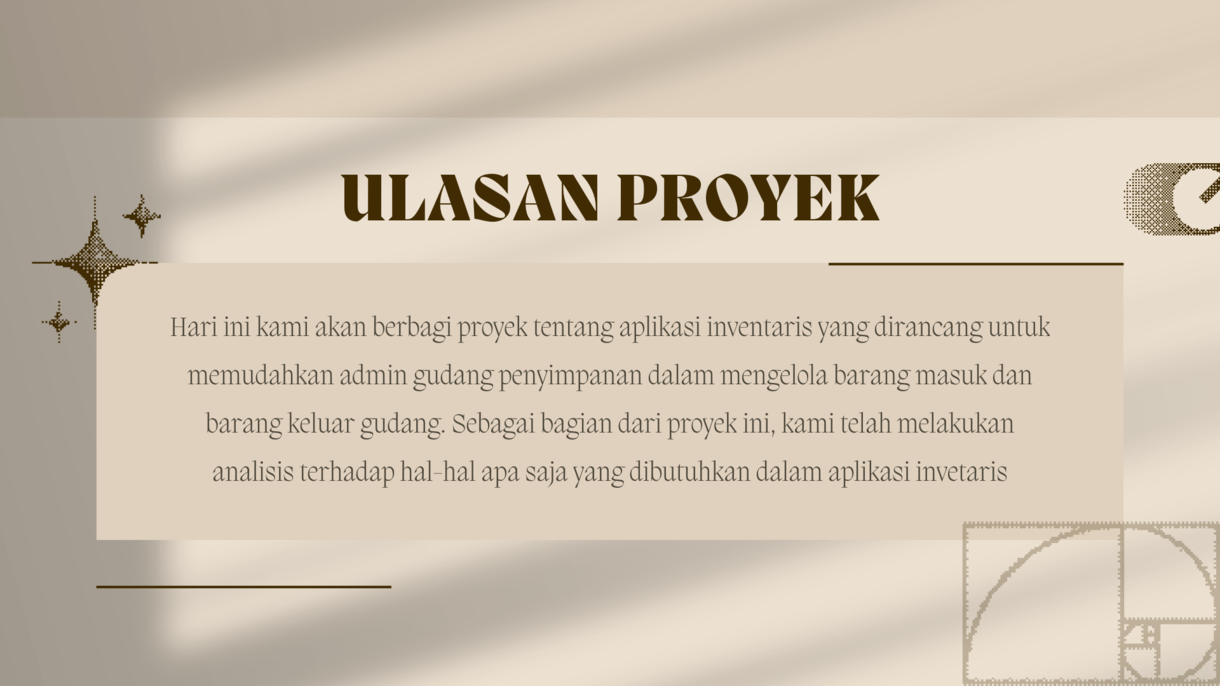 ULASAN PROYEK
Hari ini kami akan berbagi proyek tentang aplikasi inventaris yang dirancang untuk
memudahkan admin gudang penyimpanan dalam mengelola barang masuk dan
barang keluar gudang. Sebagai bagian dari proyek ini, kami telah melakukan
analisis terhadap hal-hal apa saja yang dibutuhkan dalam aplikasi invetaris